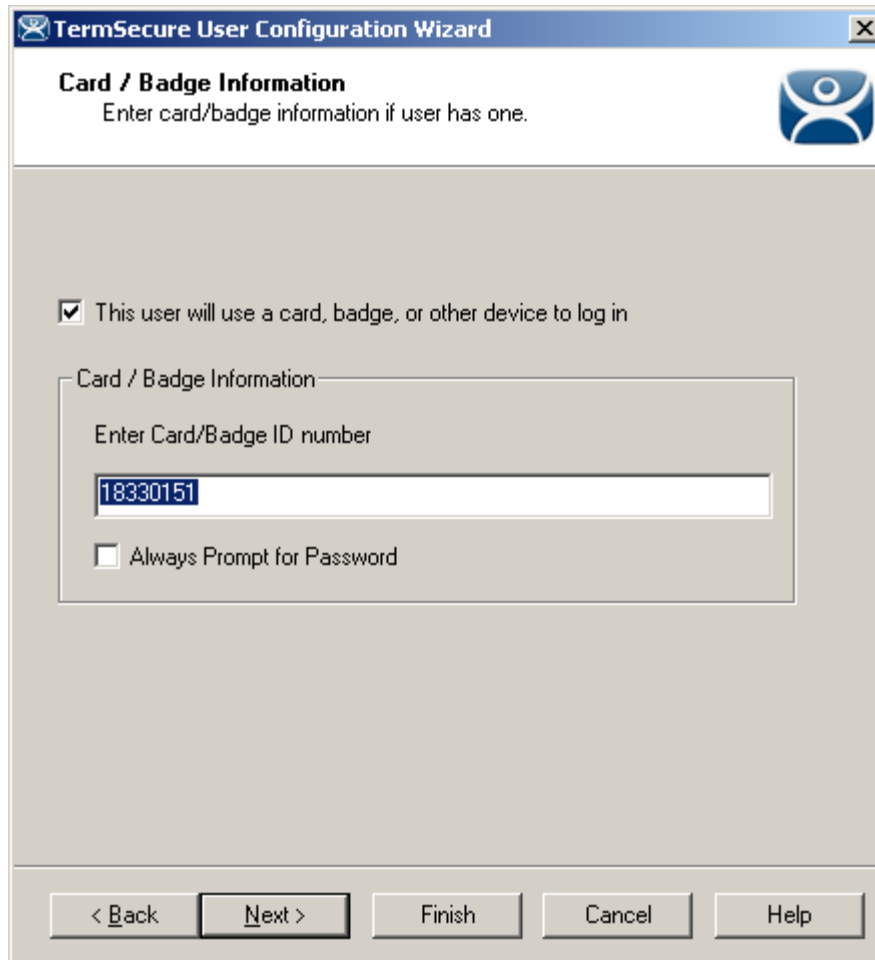 TermSecure User Configuration Wizard
Card / Badge Information
Enter card/badge information if user has one.
This user will use a card, badge, or other device to log in
Card / Badge Information
Enter Card/Badge ID number
18330151
Always Prompt for Password
< Back
Next >
Finish
Cancel
Help